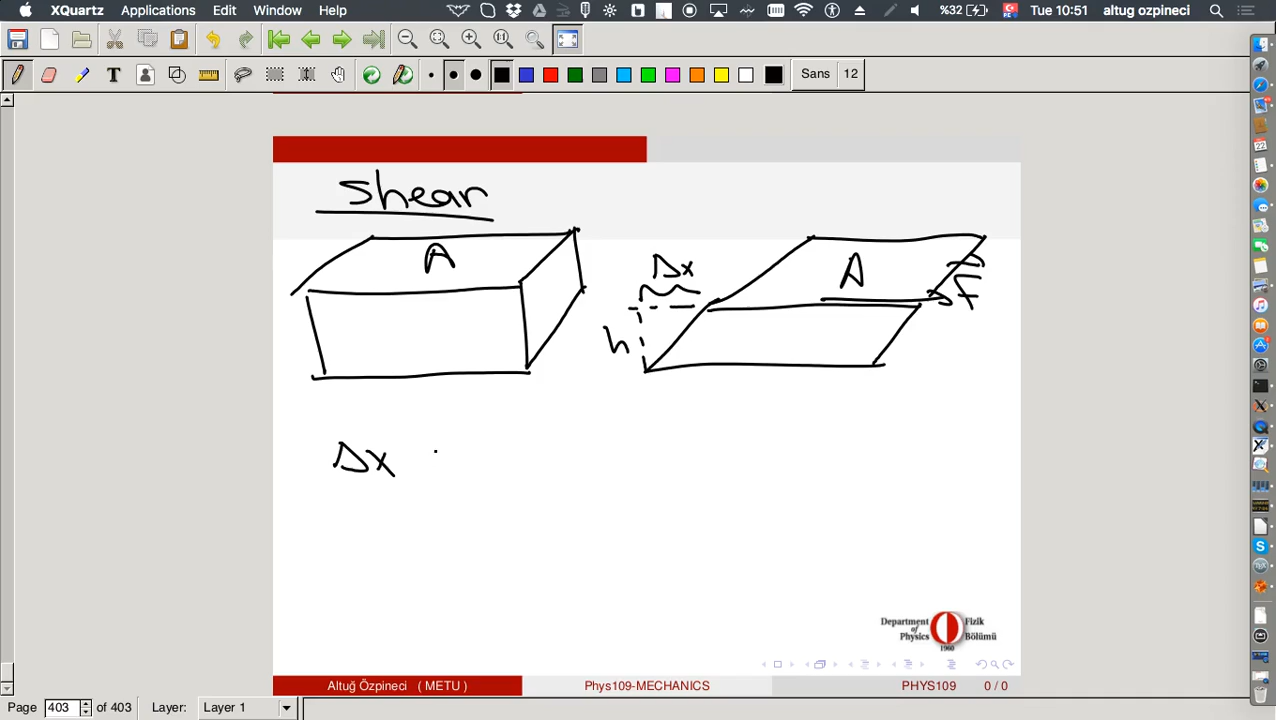 XQuartz Applications Edit Window Help %32 Tue 10:51 altug ozpineci
Sans 12
Shear
A
Δx
A
F
h
Δx
Department of Physics
Fizik Bölümü
1960
Altuğ Özpineci ( METU ) Phys109-MECHANICS PHYS109 0 / 0
Page 403 of 403 Layer: Layer 1